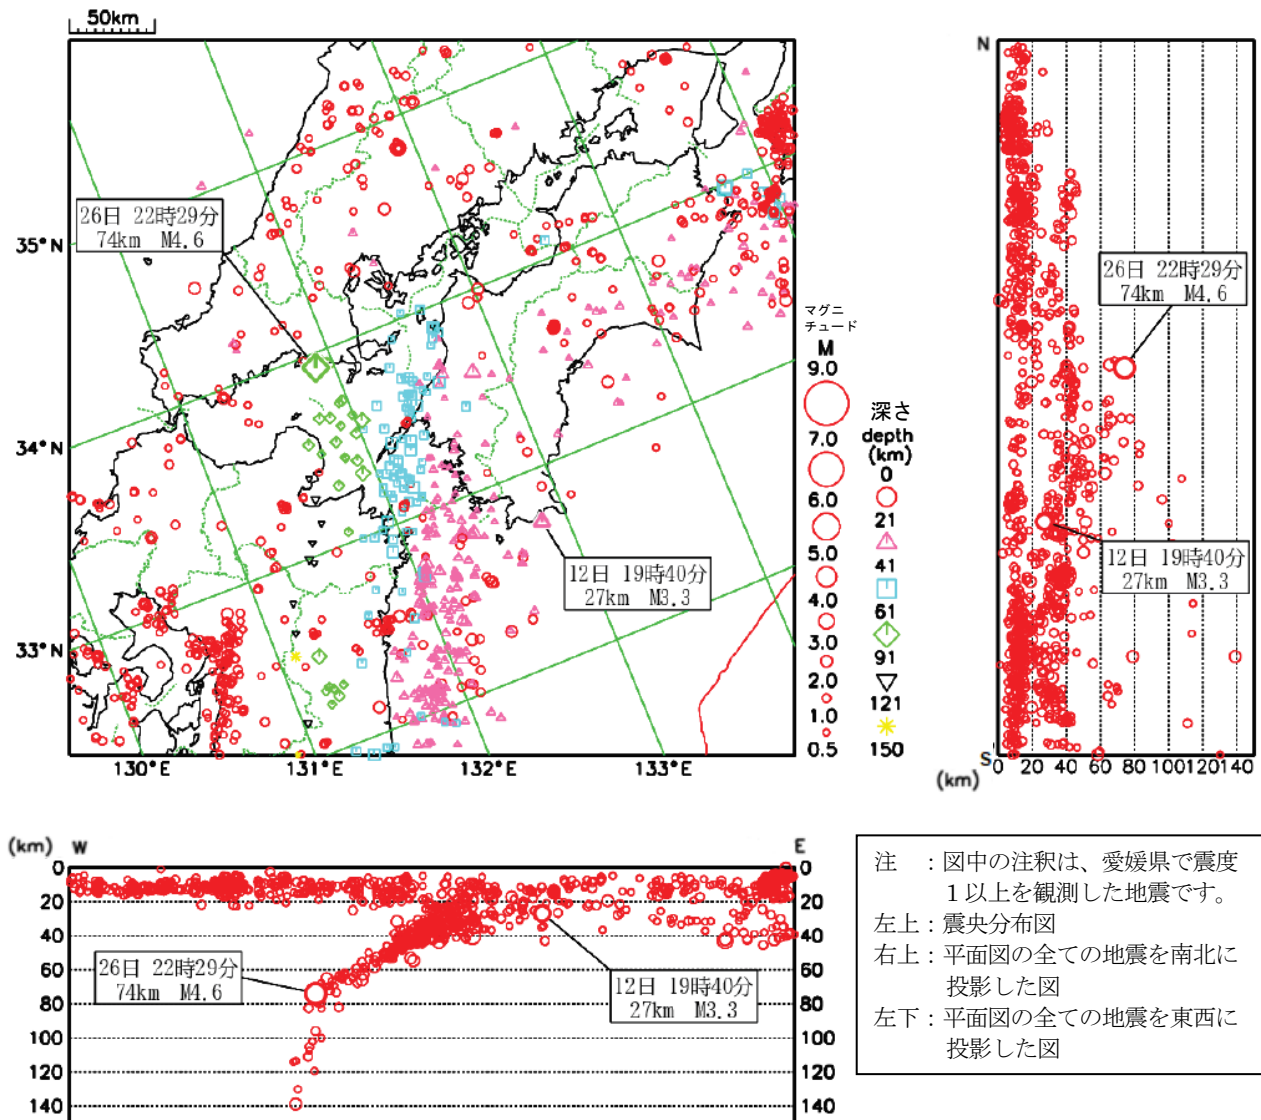 50km
26日 22時29分
74km M4.6
35°N
34°N
33°N
130°E
131°E
132°E
133°E
12日 19時40分
27km M3.3
マグニ
チュード
M
9.0
7.0
6.0
5.0
4.0
3.0
2.0
1.0
0.5
深さ
depth
(km)
0
21
41
61
91
121
150
N
26日 22時29分
74km M4.6
12日 19時40分
27km M3.3
S
0 20 40 60 80 100 120 140
(km)
(km) W E
0 0
20 20
40 40
60 60
80 80
100 100
120 120
140 140
26日 22時29分
74km M4.6
12日 19時40分
27km M3.3
注 ：図中の注釈は、愛媛県で震度
１以上を観測した地震です。
左上：震央分布図
右上：平面図の全ての地震を南北に
投影した図
左下：平面図の全ての地震を東西に
投影した図